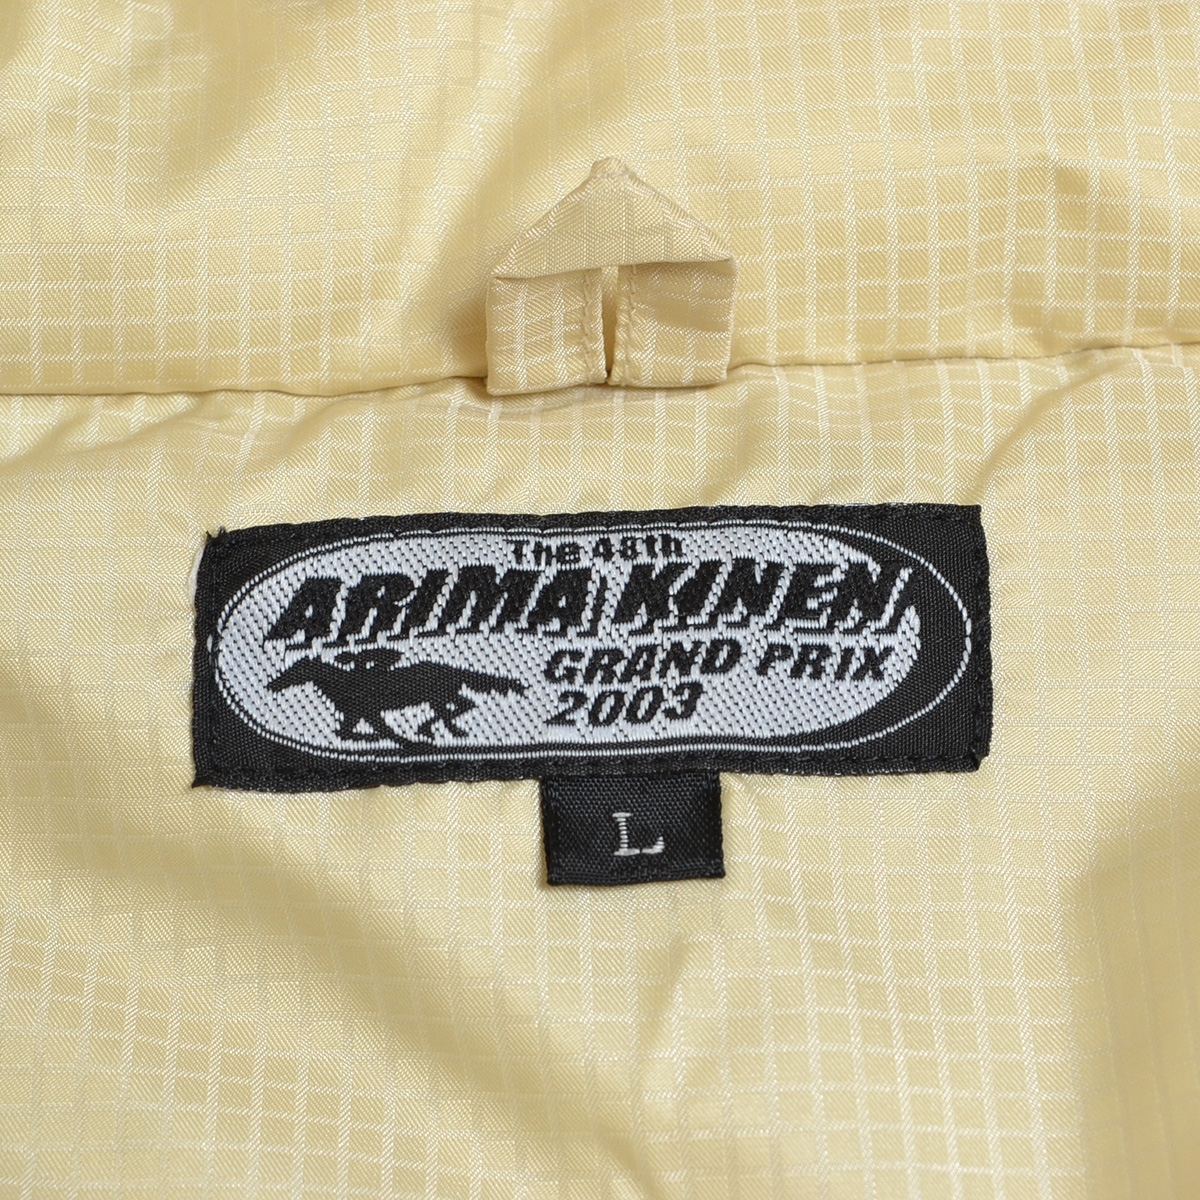 The 48th
ARIMA KINEN
GRAND PRIX
2003
L